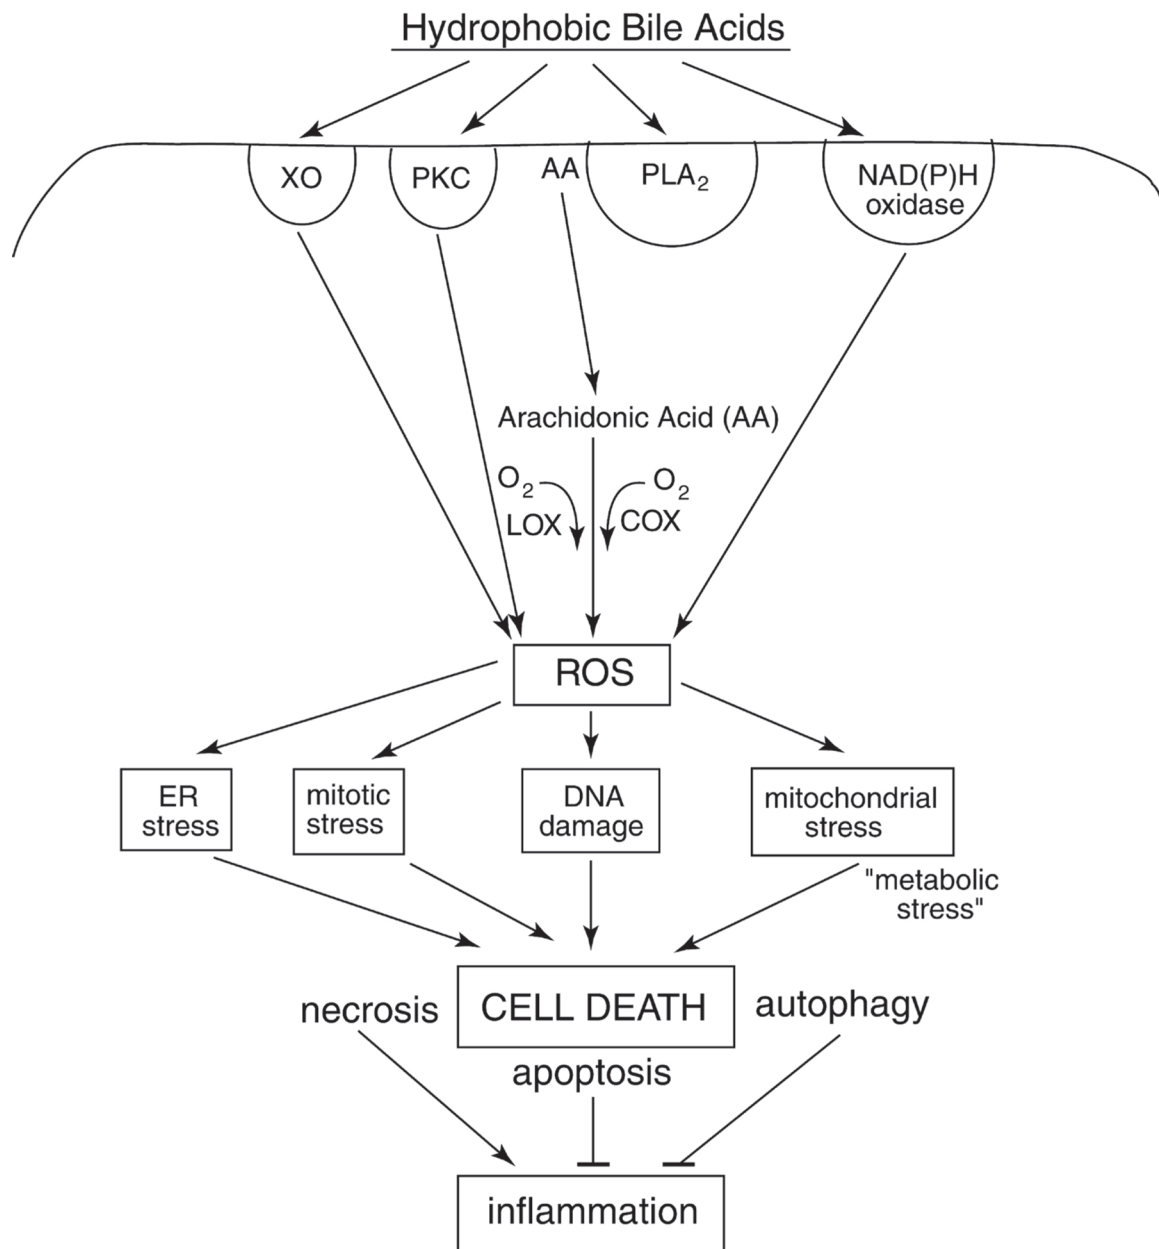 Hydrophobic Bile Acids
XO
PKC
AA
PLA2
NAD(P)H
oxidase
Arachidonic Acid (AA)
O2
O2
LOX
COX
ROS
ER
stress
mitotic
stress
DNA
damage
mitochondrial
stress
"metabolic
stress"
necrosis
CELL DEATH
autophagy
apoptosis
inflammation